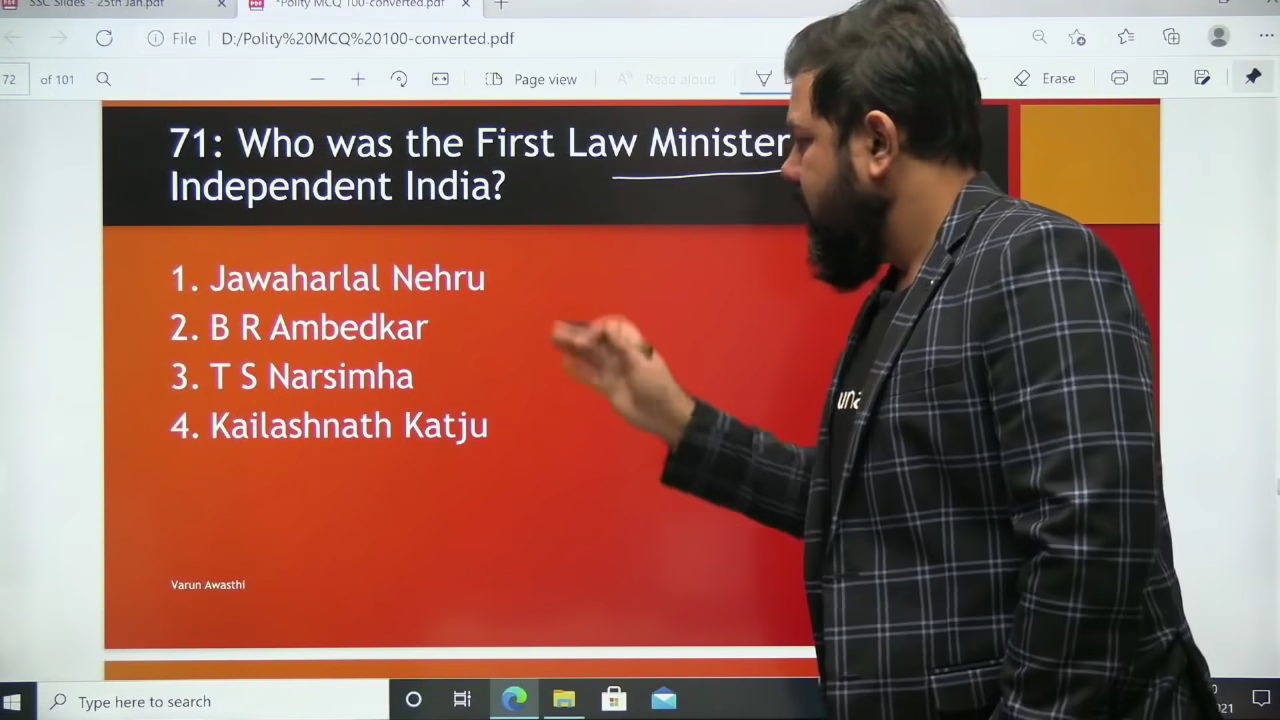 SSC Slides - 25th Jan.pdf
*Polity MCQ 100-converted.pdf
File D:/Polity%20MCQ%20100-converted.pdf
72 of 101
Page view
Read aloud
Erase
71: Who was the First Law Minister
Independent India?
1. Jawaharlal Nehru
2. B R Ambedkar
3. T S Narsimha
4. Kailashnath Katju
Varun Awasthi
Type here to search